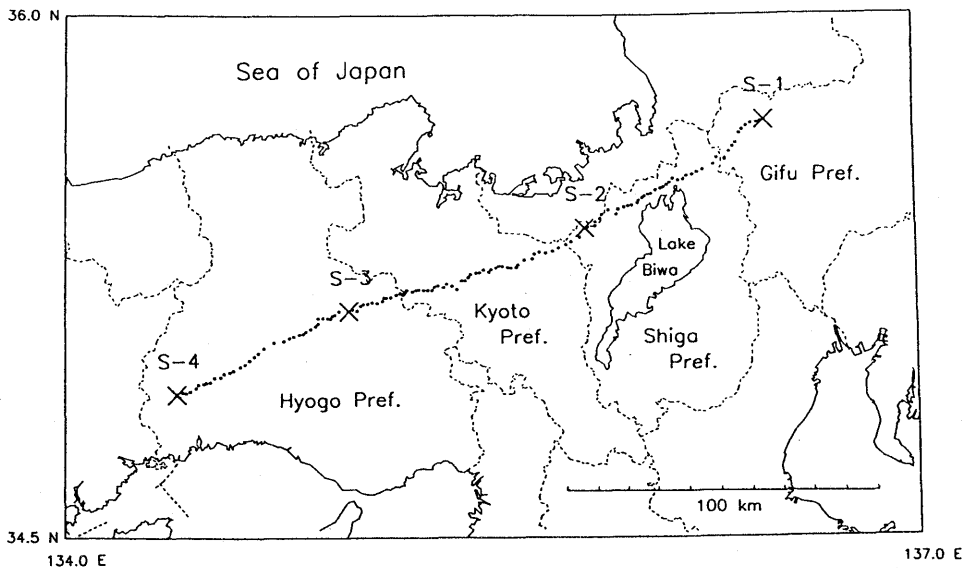 36.0 N
Sea of Japan
S-1
Gifu Pref.
S-2
Lake
Biwa
S-3
Kyoto
Pref.
Shiga
Pref.
S-4
Hyogo Pref.
100 km
34.5 N
134.0 E
137.0 E